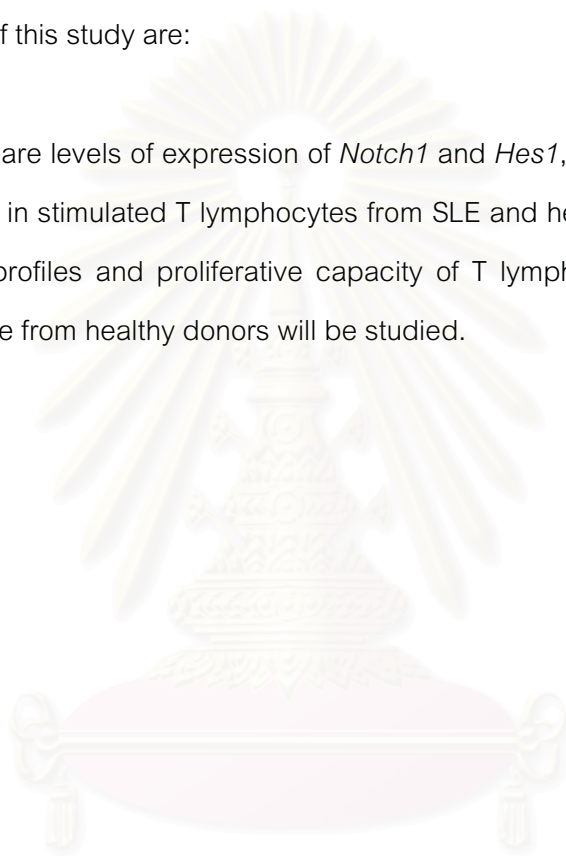 f this study are:
are levels of expression of Notch1 and Hes1,
in stimulated T lymphocytes from SLE and he
profiles and proliferative capacity of T lymph
e from healthy donors will be studied.